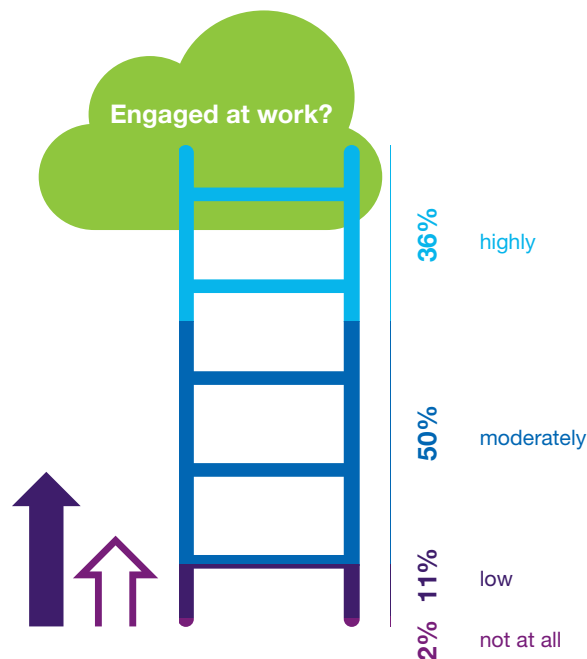 Engaged at work?
36% highly
50% moderately
11% low
2% not at all